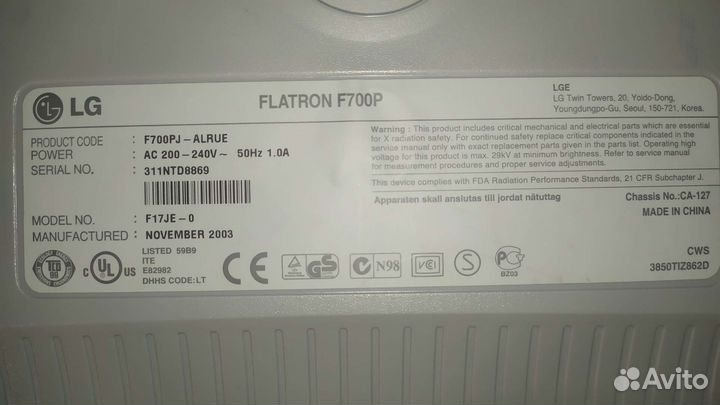 LG
FLATRON F700P
LGE
LG Twin Towers, 20, Yoido-Dong,
Youngdungpo-Gu, Seoul, 150-721, Korea.
PRODUCT CODE : F700PJ-ALRUE
POWER : AC 200-240V~ 50Hz 1.0A
SERIAL NO. : 311NTD8869
Warning : This product includes critical mechanical and electrical parts which are essential
for X radiation safety. For continued safety replace critical components indicated in the
service manual only with exact replacement parts given in the parts list. Operating high
voltage for this product is max. 29kV at minimum brightness. Refer to service manual
for measurement procedures and proper service adjustments.
This device complies with FDA Radiation Performance Standards, 21 CFR Subchapter J.
Apparaten skall anslutas till jordat nätuttag
Chassis No.:CA-127
MADE IN CHINA
MODEL NO. : F17JE-0
MANUFACTURED : NOVEMBER 2003
TCO
C UL US
LISTED 59B9
ITE
E82982
DHHS CODE:LT
CE
GS
N98
VCI
S
BZ03
CWS
3850TIZ862D
Avito